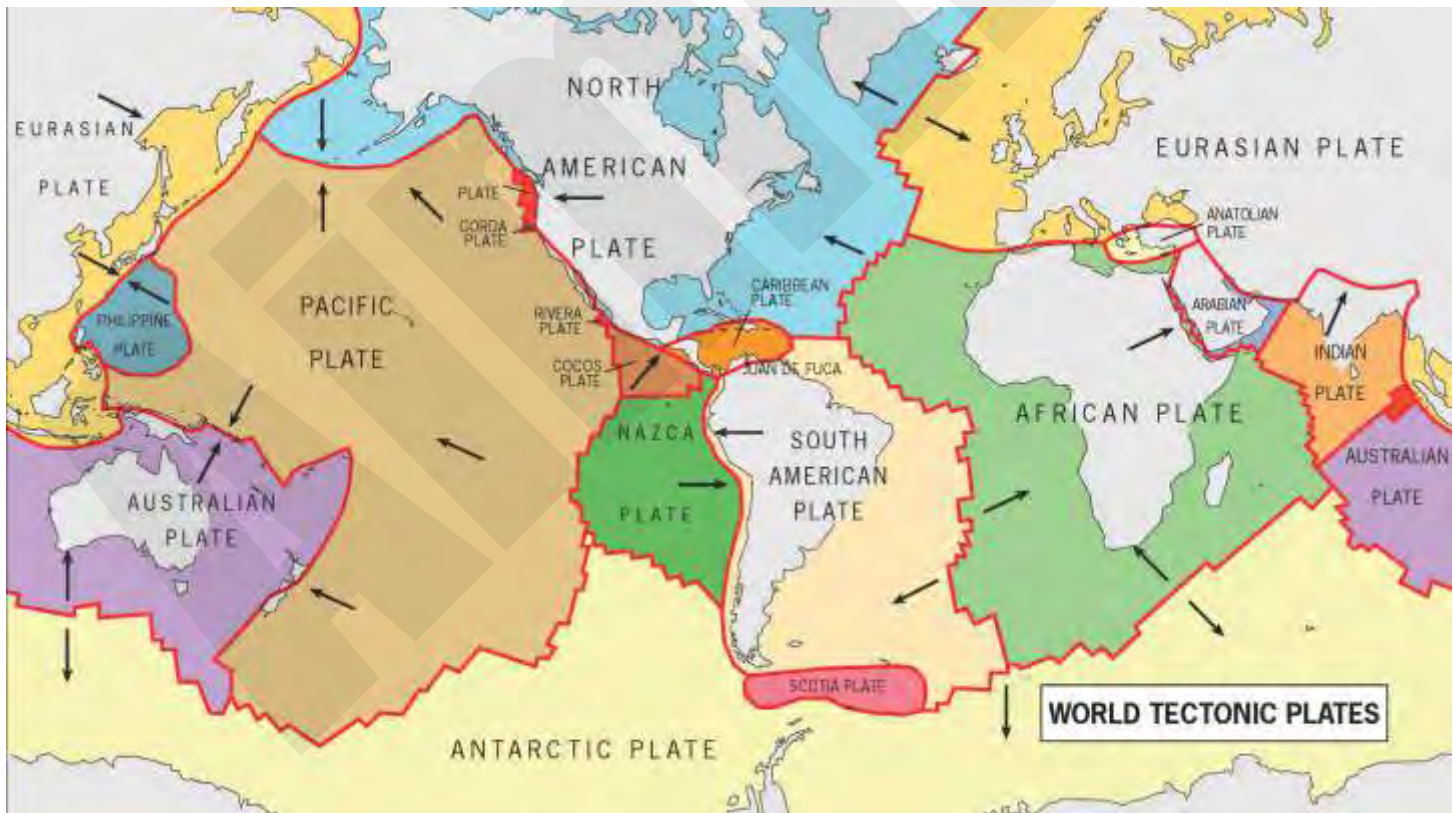 NORTH
AMERICAN
PLATE
EURASIAN
PLATE
EURASIAN PLATE
PLATE
GORDA
PLATE
ANATOLIAN
PLATE
PACIFIC
PLATE
PHILIPPINE
PLATE
RIVERA
PLATE
CARIBBEAN
PLATE
COCOS
PLATE
JUAN DE FUCA
ARABIAN
PLATE
INDIAN
PLATE
AFRICAN PLATE
NAZCA
PLATE
SOUTH
AMERICAN
PLATE
AUSTRALIAN
PLATE
AUSTRALIAN
PLATE
SCOTIA PLATE
ANTARCTIC PLATE
WORLD TECTONIC PLATES